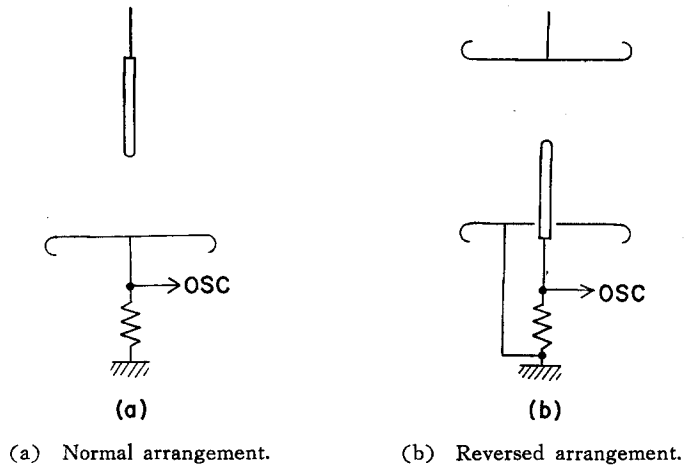 OSC
OSC
(a)
(b)
(a) Normal arrangement.
(b) Reversed arrangement.